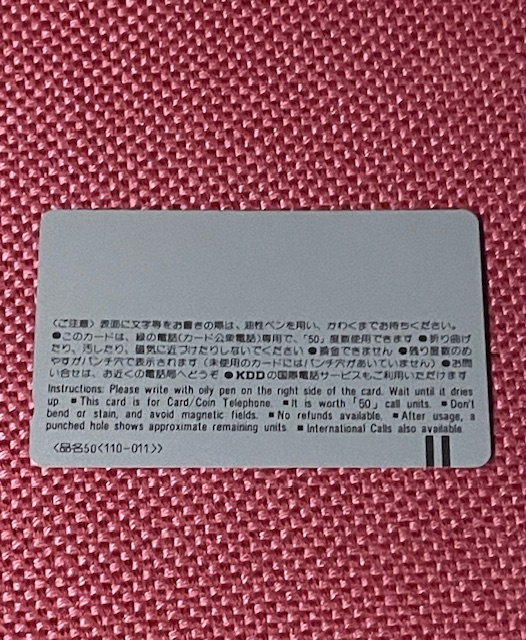 〈ご注意〉表面に文字等をお書きの際は、油性ペンを用い、かわくまでお待ちください。
●このカードは、緑の電話(カード公衆電話)専用で、「50」度数使用できます ●折り曲げ
たり、汚したり、磁気に近づけたりしないでください ●換金できません ●残り度数のめ
やすがパンチ穴で表示されます(未使用のカードにはパンチ穴があいていません) ●お問
い合せは、お近くの電話局へどうぞ ●KDDの国際電話サービスもご利用いただけます
Instructions: Please write with oily pen on the right side of the card. Wait until it dries
up. ■This card is for Card/Coin Telephone. ■It is worth「50」call units. ■Don't
bend or stain, and avoid magnetic fields. ■No refunds available. ■After usage, a
punched hole shows approximate remaining units. ■International Calls also available.
〈品名50〈110-011〉〉